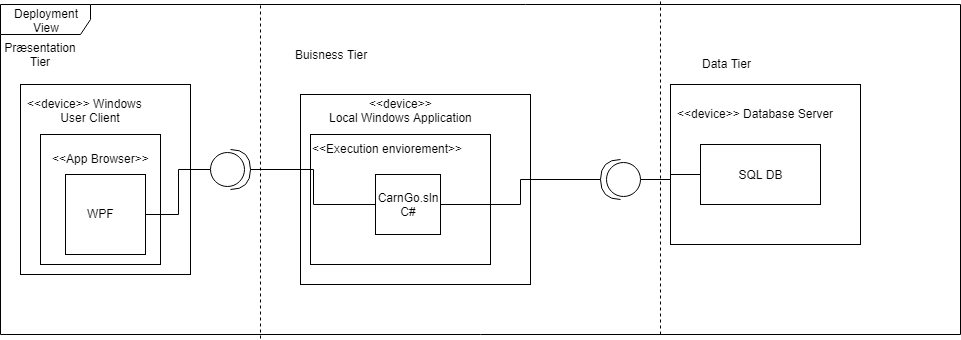 Deployment
View
Præsentation
Tier
<<device>> Windows
User Client
<<App Browser>>
WPF
Buisness Tier
<<device>>
Local Windows Application
<<Execution enviorement>>
CarnGo.sln
C#
Data Tier
<<device>> Database Server
SQL DB